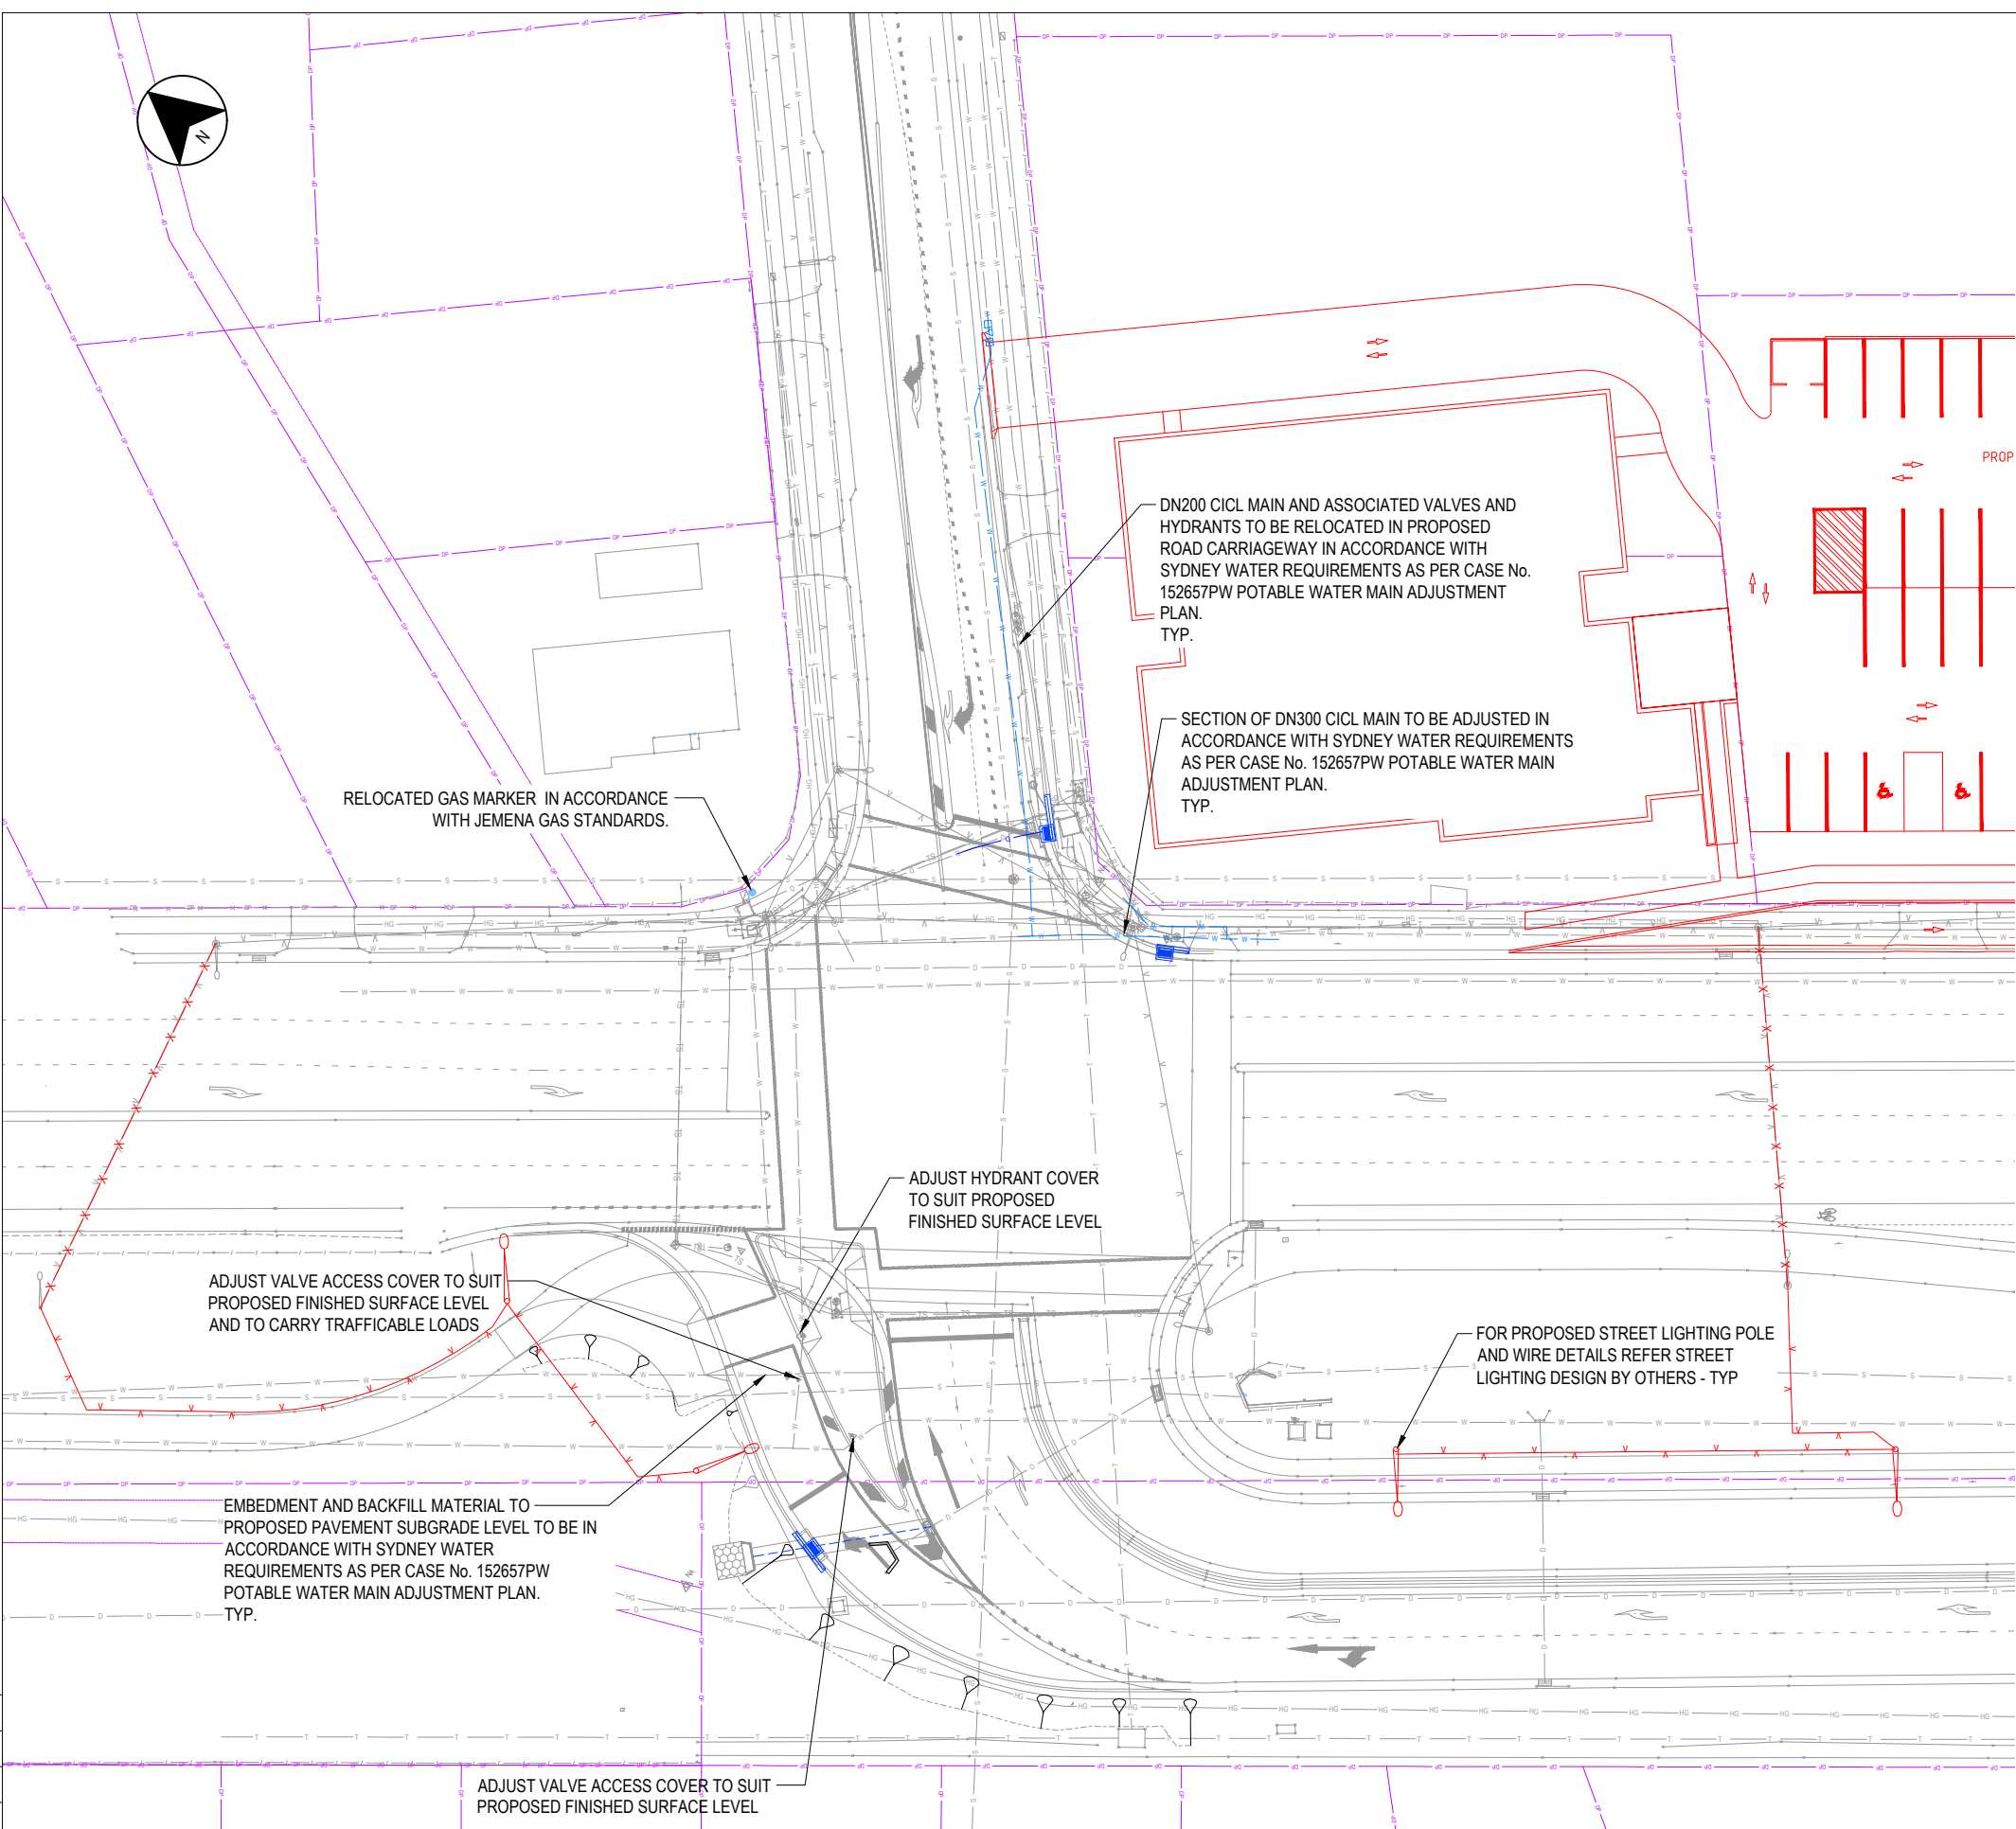 N
DN200 CICL MAIN AND ASSOCIATED VALVES AND
HYDRANTS TO BE RELOCATED IN PROPOSED
ROAD CARRIAGEWAY IN ACCORDANCE WITH
SYDNEY WATER REQUIREMENTS AS PER CASE No.
152657PW POTABLE WATER MAIN ADJUSTMENT
PLAN.
TYP.
PROP
SECTION OF DN300 CICL MAIN TO BE ADJUSTED IN
ACCORDANCE WITH SYDNEY WATER REQUIREMENTS
AS PER CASE No. 152657PW POTABLE WATER MAIN
ADJUSTMENT PLAN.
TYP.
RELOCATED GAS MARKER IN ACCORDANCE
WITH JEMENA GAS STANDARDS.
ADJUST HYDRANT COVER
TO SUIT PROPOSED
FINISHED SURFACE LEVEL
ADJUST VALVE ACCESS COVER TO SUIT
PROPOSED FINISHED SURFACE LEVEL
AND TO CARRY TRAFFICABLE LOADS
FOR PROPOSED STREET LIGHTING POLE
AND WIRE DETAILS REFER STREET
LIGHTING DESIGN BY OTHERS - TYP
EMBEDMENT AND BACKFILL MATERIAL TO
PROPOSED PAVEMENT SUBGRADE LEVEL TO BE IN
ACCORDANCE WITH SYDNEY WATER
REQUIREMENTS AS PER CASE No. 152657PW
POTABLE WATER MAIN ADJUSTMENT PLAN.
TYP.
ADJUST VALVE ACCESS COVER TO SUIT
PROPOSED FINISHED SURFACE LEVEL